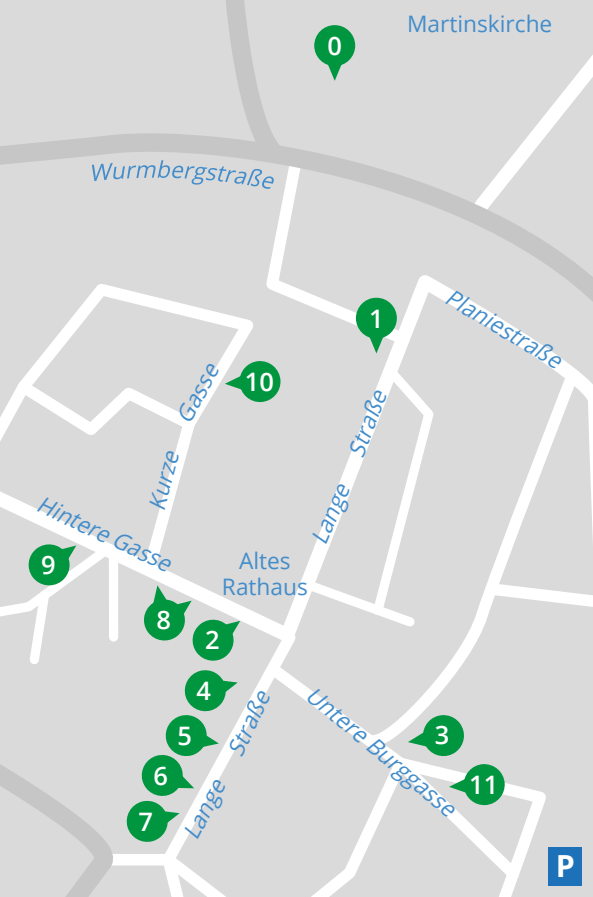 Martinskirche
0
Wurmbergstraße
1
Planiestraße
10
Kurze Gasse
Lange Straße
Hintere Gasse
Altes
Rathaus
9
8
2
4
Untere Burggasse
5
3
Lange Straße
6
11
7
P